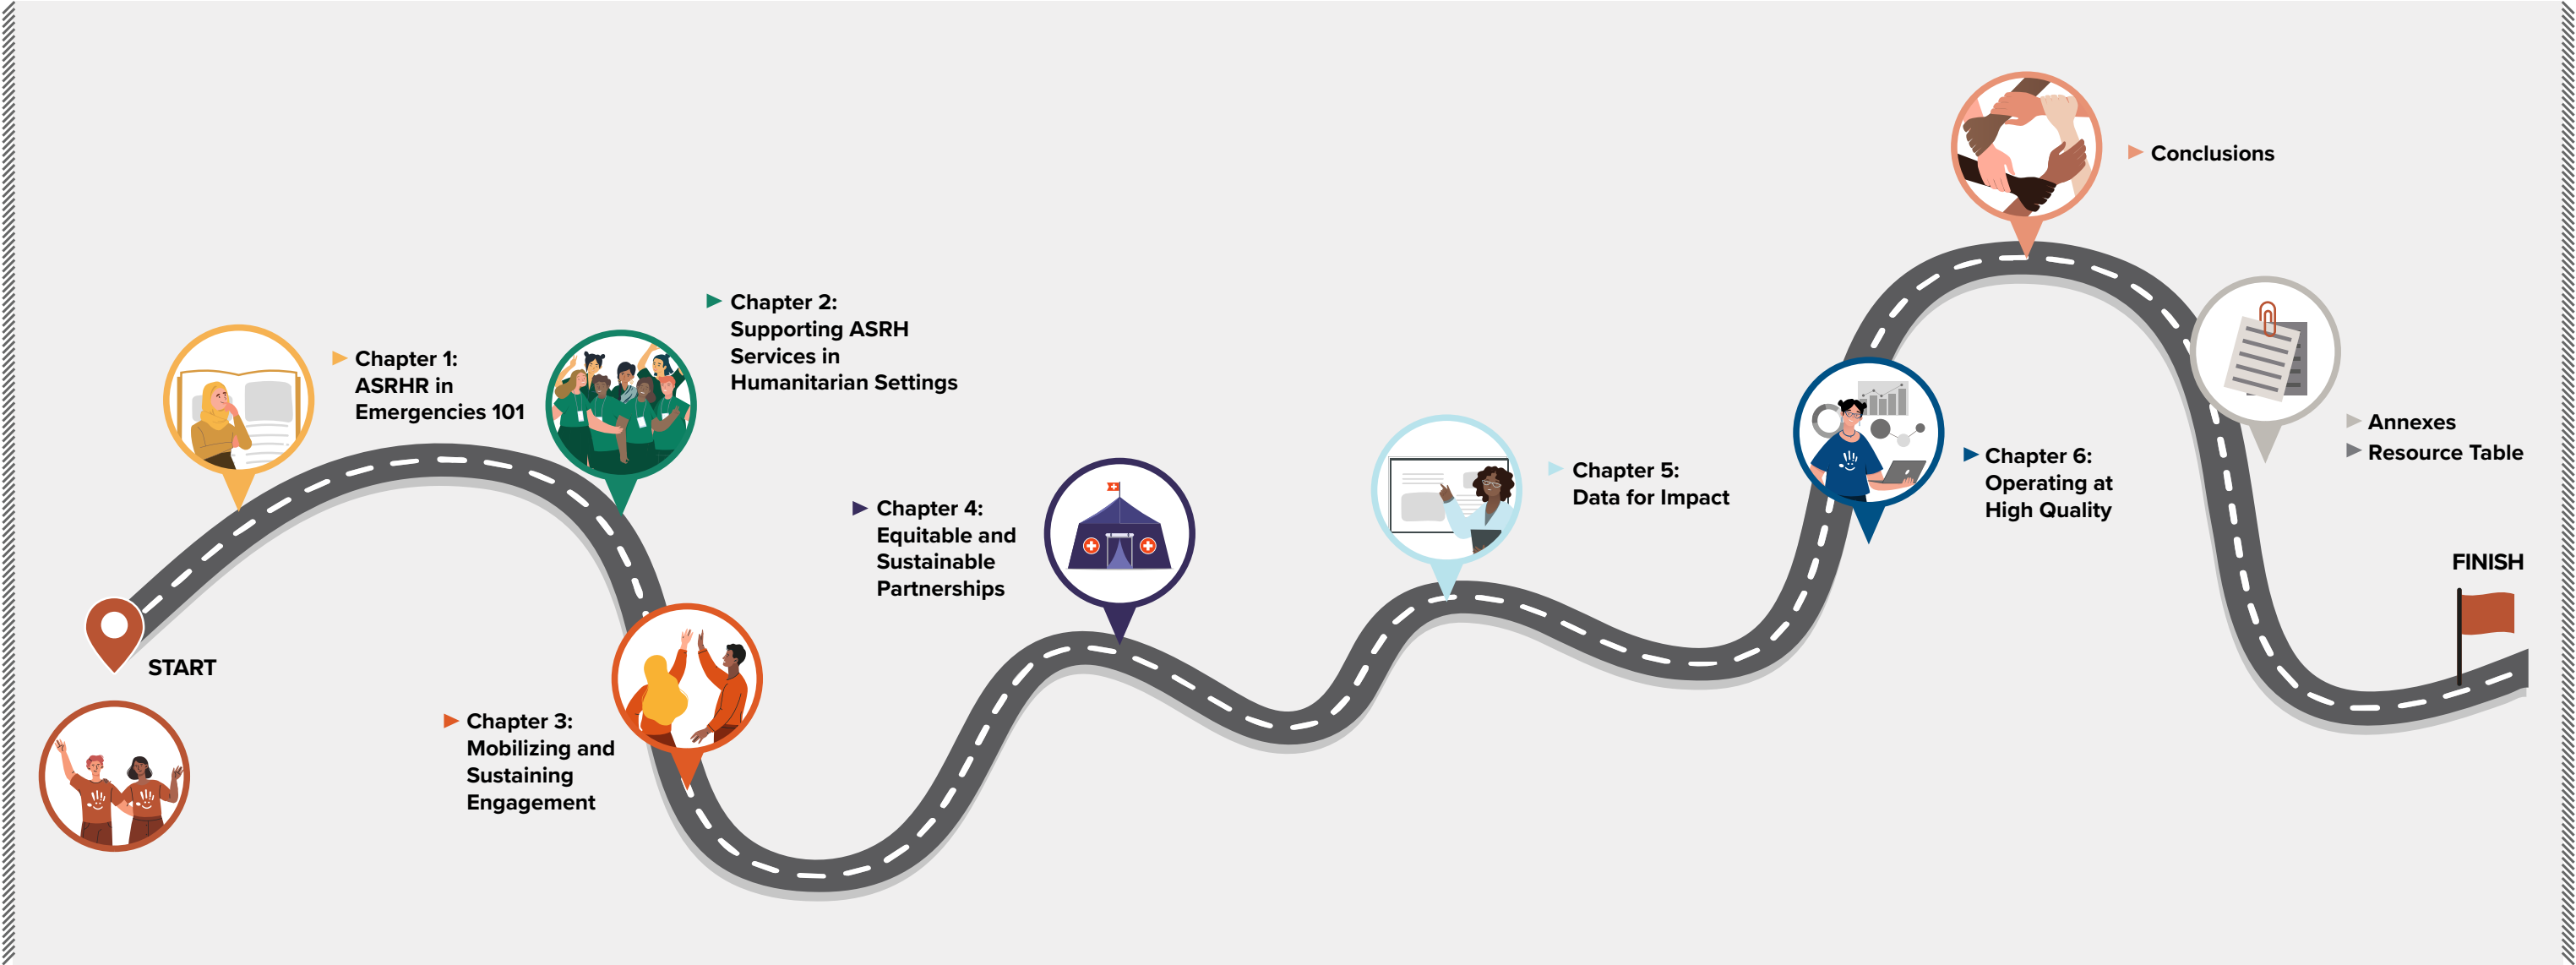 START
Chapter 1:
ASRHR in
Emergencies 101
Chapter 2:
Supporting ASRH
Services in
Humanitarian Settings
Chapter 3:
Mobilizing and
Sustaining
Engagement
Chapter 4:
Equitable and
Sustainable
Partnerships
Chapter 5:
Data for Impact
Chapter 6:
Operating at
High Quality
Conclusions
Annexes
Resource Table
FINISH